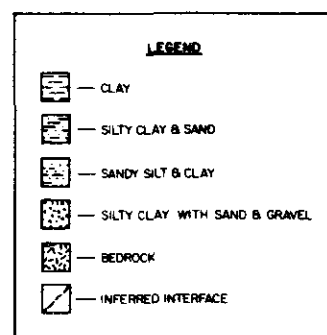 LEGEND
— CLAY
— SILTY CLAY & SAND
— SANDY SILT & CLAY
— SILTY CLAY WITH SAND & GRAVEL
— BEDROCK
— INFERRED INTERFACE